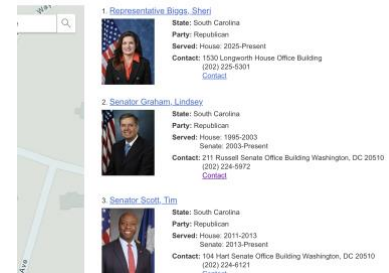 Way
1. Representative Biggs, Sheri
State: South Carolina
Party: Republican
Served: House: 2025-Present
Contact: 1530 Longworth House Office Building
(202) 225-5301
Contact
2. Senator Graham, Lindsey
State: South Carolina
Party: Republican
Served: House: 1995-2003
Senate: 2003-Present
Contact: 211 Russell Senate Office Building Washington, DC 20510
(202) 224-5972
Contact
3. Senator Scott, Tim
State: South Carolina
Party: Republican
Served: House: 2011-2013
Senate: 2013-Present
Contact: 104 Hart Senate Office Building Washington, DC 20510
(202) 224-6121
Contact
Ave